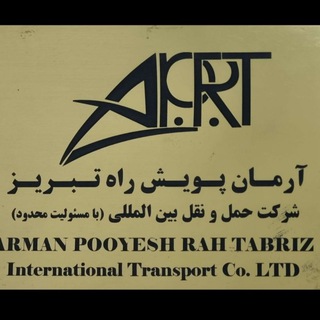 APRT
آرمان پویش راه تبریز
شرکت حمل و نقل بین المللی (با مسئولیت محدود)
ARMAN POOYESH RAH TABRIZ
International Transport Co. LTD